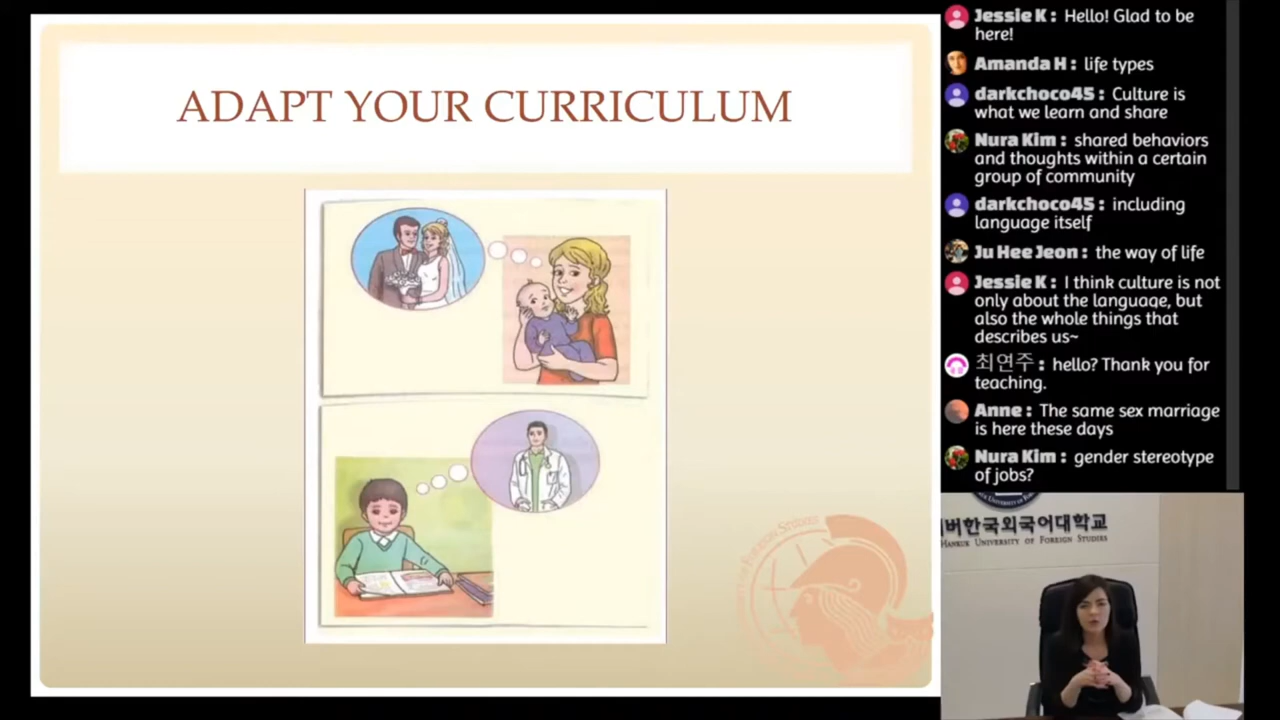 ADAPT YOUR CURRICULUM
Jessie K : Hello! Glad to be
here!
Amanda H : life types
darkchoco45 : Culture is
what we learn and share
Nura Kim : shared behaviors
and thoughts within a certain
group of community
darkchoco45 : including
language itself
Ju Hee Jeon : the way of life
Jessie K : I think culture is not
only about the language, but
also the whole things that
describes us~
최연주 : hello? Thank you for
teaching.
Anne : The same sex marriage
is here these days
Nura Kim : gender stereotype
of jobs?
버한국외국어대학교
HANKUK UNIVERSITY OF FOREIGN STUDIES